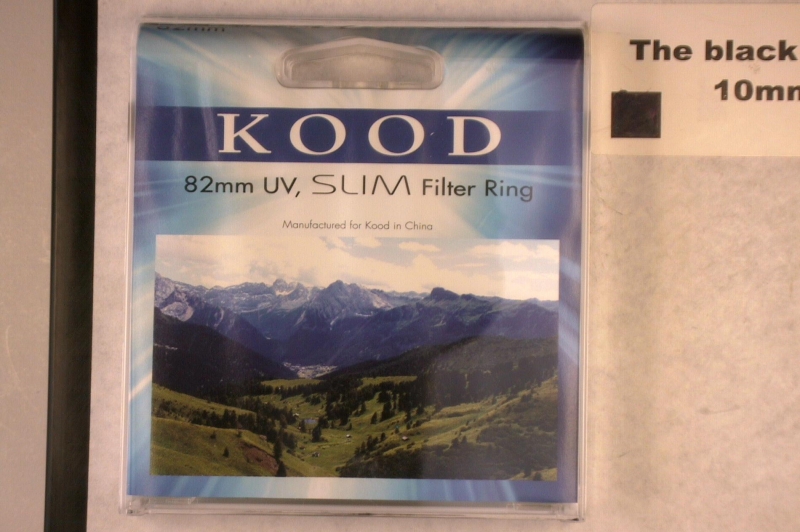 KOOD
82mm UV, SLIM Filter Ring
Manufactured for Kood in China
The black
10mm